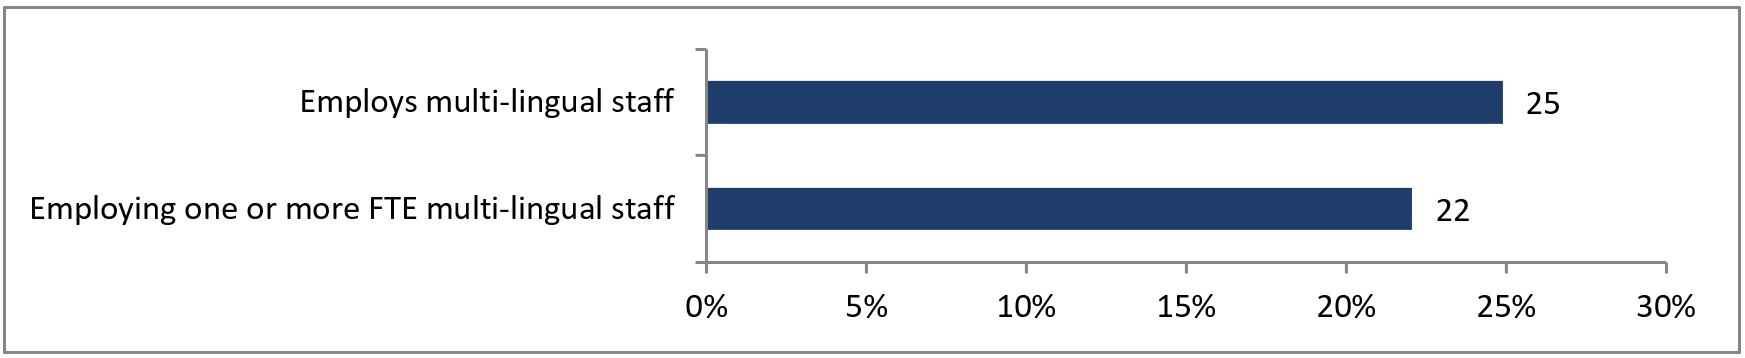 Employs multi-lingual staff 25
Employing one or more FTE multi-lingual staff 22
0% 5% 10% 15% 20% 25% 30%